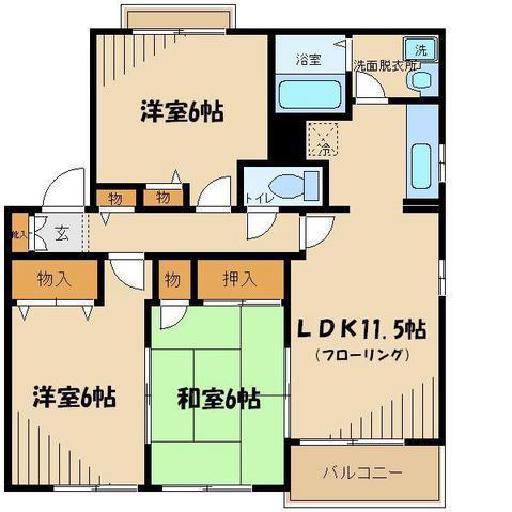 洗
浴室
洗面脱衣所
洋室6帖
冷
トイレ
物
物
靴入
玄
物入
物
押入
LDK11.5帖
(フローリング)
洋室6帖
和室6帖
バルコニー